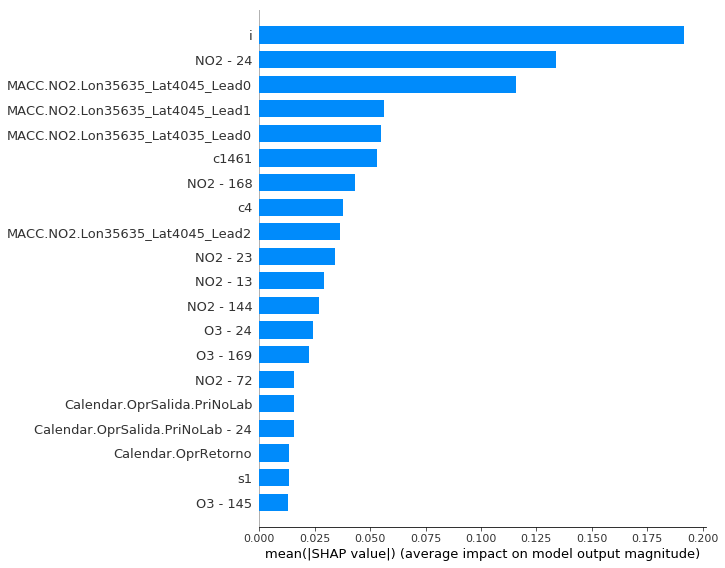 i
NO2 - 24
MACC.NO2.Lon35635_Lat4045_Lead0
MACC.NO2.Lon35635_Lat4045_Lead1
MACC.NO2.Lon35635_Lat4035_Lead0
c1461
NO2 - 168
c4
MACC.NO2.Lon35635_Lat4045_Lead2
NO2 - 23
NO2 - 13
NO2 - 144
O3 - 24
O3 - 169
NO2 - 72
Calendar.OprSalida.PriNoLab
Calendar.OprSalida.PriNoLab - 24
Calendar.OprRetorno
s1
O3 - 145
0.000 0.025 0.050 0.075 0.100 0.125 0.150 0.175 0.200
mean(|SHAP value|) (average impact on model output magnitude)